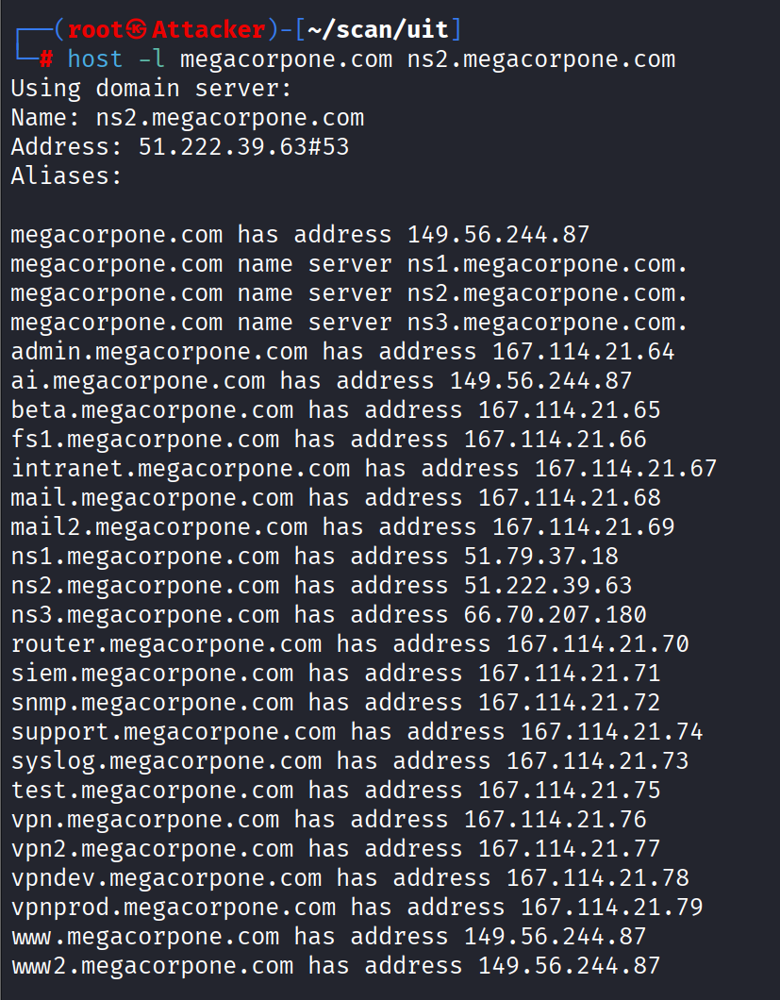 ┌──(root㉿Attacker)-[~/scan/uit]
└─# host -l megacorpone.com ns2.megacorpone.com
Using domain server:
Name: ns2.megacorpone.com
Address: 51.222.39.63#53
Aliases:

megacorpone.com has address 149.56.244.87
megacorpone.com name server ns1.megacorpone.com.
megacorpone.com name server ns2.megacorpone.com.
megacorpone.com name server ns3.megacorpone.com.
admin.megacorpone.com has address 167.114.21.64
ai.megacorpone.com has address 149.56.244.87
beta.megacorpone.com has address 167.114.21.65
fs1.megacorpone.com has address 167.114.21.66
intranet.megacorpone.com has address 167.114.21.67
mail.megacorpone.com has address 167.114.21.68
mail2.megacorpone.com has address 167.114.21.69
ns1.megacorpone.com has address 51.79.37.18
ns2.megacorpone.com has address 51.222.39.63
ns3.megacorpone.com has address 66.70.207.180
router.megacorpone.com has address 167.114.21.70
siem.megacorpone.com has address 167.114.21.71
snmp.megacorpone.com has address 167.114.21.72
support.megacorpone.com has address 167.114.21.74
syslog.megacorpone.com has address 167.114.21.73
test.megacorpone.com has address 167.114.21.75
vpn.megacorpone.com has address 167.114.21.76
vpn2.megacorpone.com has address 167.114.21.77
vpndev.megacorpone.com has address 167.114.21.78
vpnprod.megacorpone.com has address 167.114.21.79
www.megacorpone.com has address 149.56.244.87
www2.megacorpone.com has address 149.56.244.87